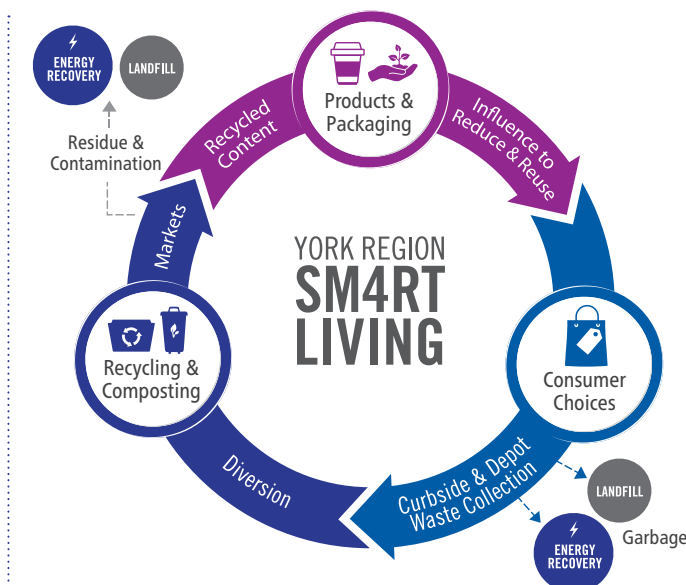 ENERGY
RECOVERY
LANDFILL
Residue &
Contamination
Recycled
Content
Products &
Packaging
Influence to
Reduce & Reuse
Markets
YORK REGION
SM4RT
LIVING
Recycling &
Composting
Consumer
Choices
Diversion
Curbside & Depot
Waste Collection
LANDFILL
Garbage
ENERGY
RECOVERY